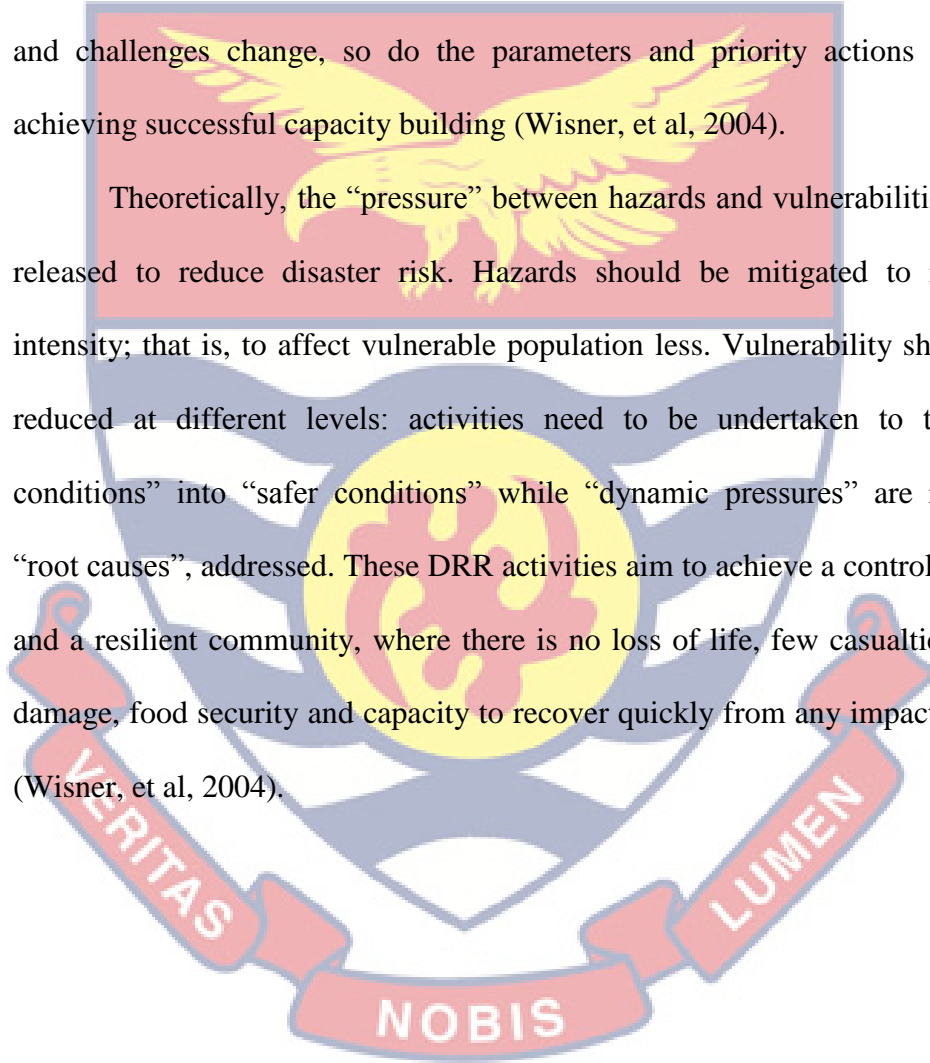 and challenges change, so do the parameters and priority actions
achieving successful capacity building (Wisner, et al, 2004).
Theoretically, the “pressure” between hazards and vulnerabilitie
released to reduce disaster risk. Hazards should be mitigated to
intensity; that is, to affect vulnerable population less. Vulnerability sh
reduced at different levels: activities need to be undertaken to t
conditions” into “safer conditions” while “dynamic pressures” are
“root causes”, addressed. These DRR activities aim to achieve a control
and a resilient community, where there is no loss of life, few casualtie
damage, food security and capacity to recover quickly from any impact
(Wisner, et al, 2004).
VERITAS
NOBIS
LUMEN